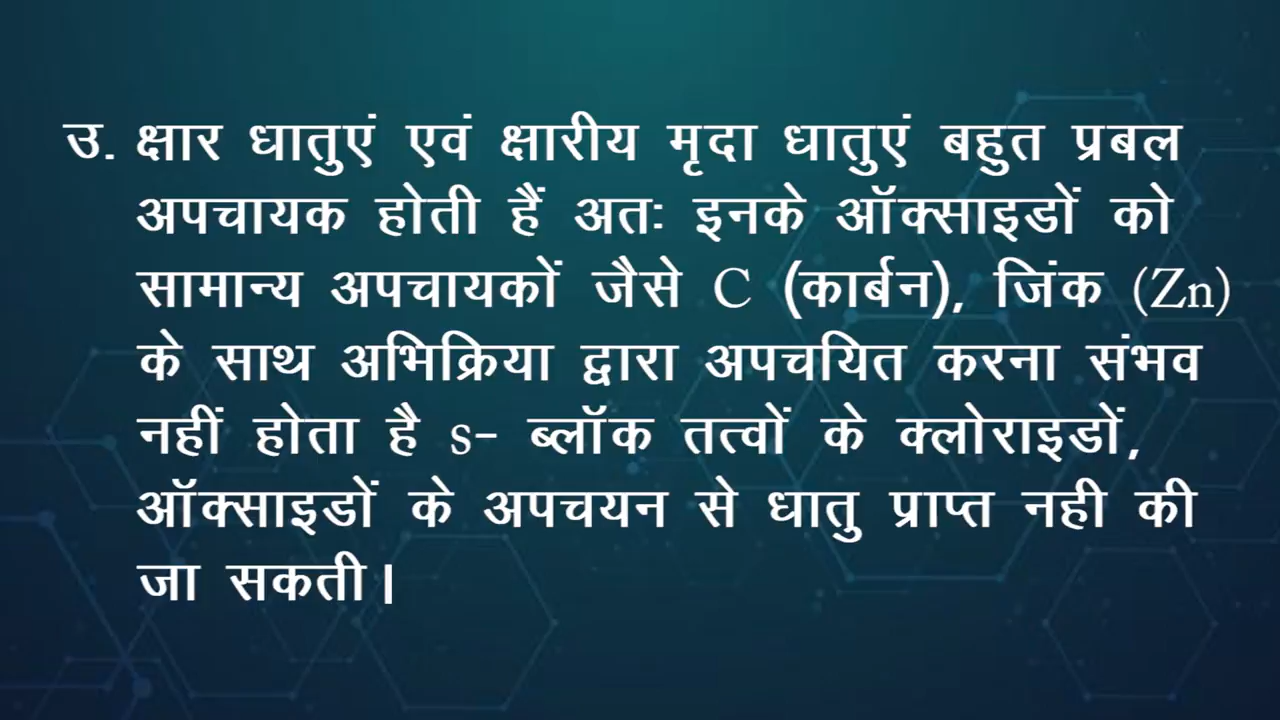 उ. क्षार धातुएं एवं क्षारीय मृदा धातुएं बहुत प्रबल
अपचायक होती हैं अतः इनके ऑक्साइडों को
सामान्य अपचायकों जैसे C (कार्बन), जिंक (Zn)
के साथ अभिक्रिया द्वारा अपचयित करना संभव
नहीं होता है s- ब्लॉक तत्वों के क्लोराइडों,
ऑक्साइडों के अपचयन से धातु प्राप्त नही की
जा सकती।